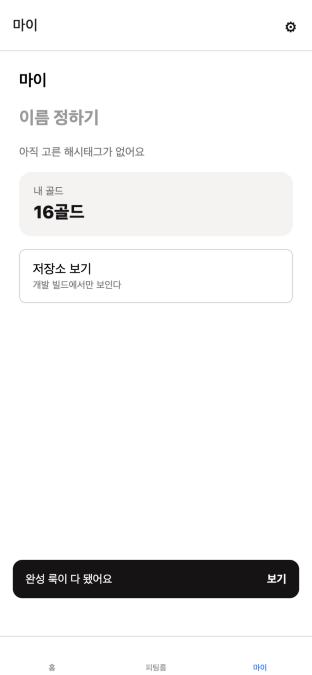 마이
마이
이름 정하기
아직 고른 해시태그가 없어요
내 골드
16골드
저장소 보기
개발 빌드에서만 보인다
완성 룩이 다 됐어요 보기
홈 피팅룸 마이